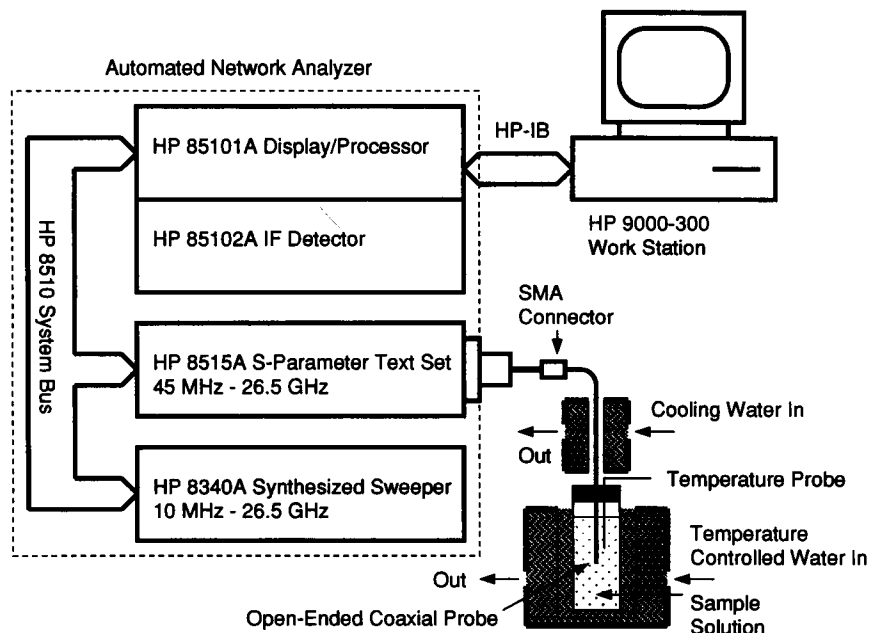 Automated Network Analyzer
HP 85101A Display/Processor
HP-IB
HP 85102A IF Detector
HP 9000-300
Work Station
HP 8510 System Bus
SMA
Connector
HP 8515A S-Parameter Text Set
45 MHz - 26.5 GHz
Cooling Water In
Out
HP 8340A Synthesized Sweeper
10 MHz - 26.5 GHz
Temperature Probe
Temperature
Controlled Water In
Out
Open-Ended Coaxial Probe
Sample
Solution